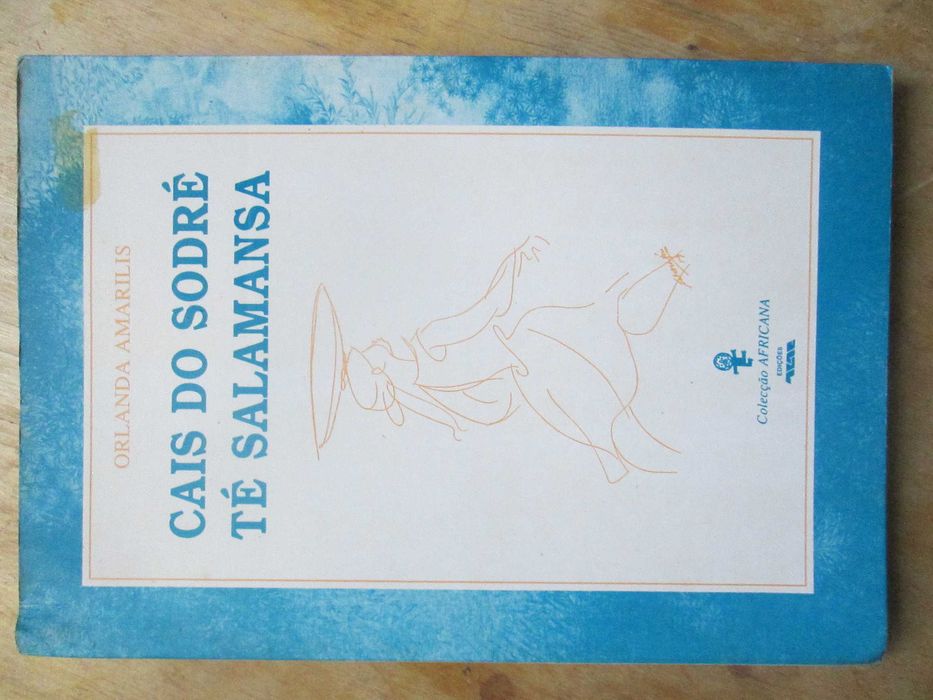 ORLANDA AMARILIS
CAIS DO SODRÉ
TÉ SALAMANSA
Colecção AFRICANA
EDIÇÕES